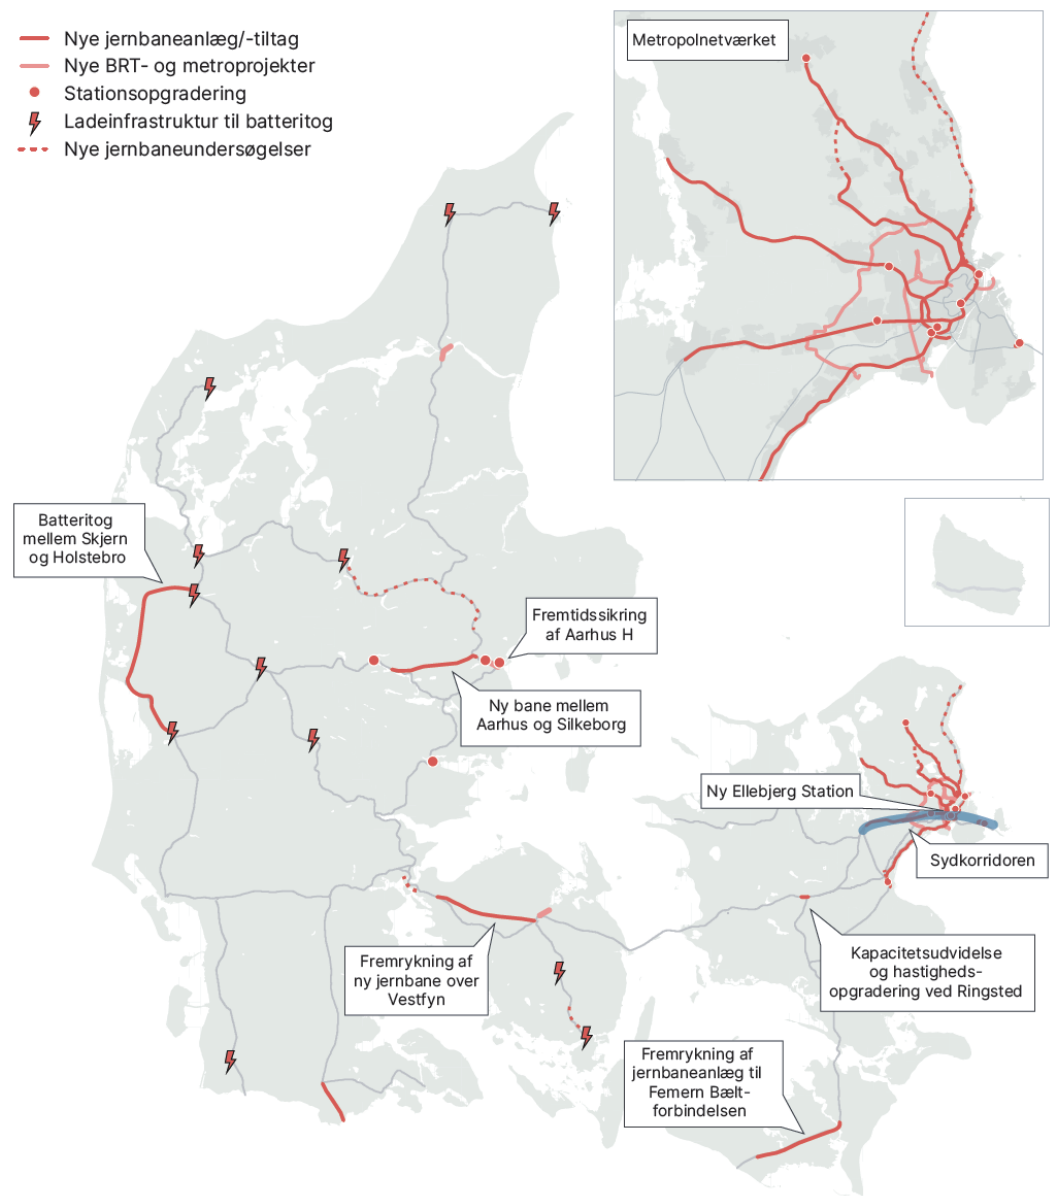 Nye jernbaneanlæg/-tiltag
Nye BRT- og metroprojekter
Stationsopgradering
Ladeinfrastruktur til batteritog
Nye jernbaneundersøgelser
Metropolnetværket
Batteritog
mellem Skjern
og Holstebro
Fremtidssikring
af Aarhus H
Ny bane mellem
Aarhus og Silkeborg
Ny Ellebjerg Station
Sydkorridoren
Fremrykning af
ny jernbane over
Vestfyn
Kapacitetsudvidelse
og hastigheds-
opgradering ved Ringsted
Fremrykning af
jernbaneanlæg til
Femern Bælt-
forbindelsen